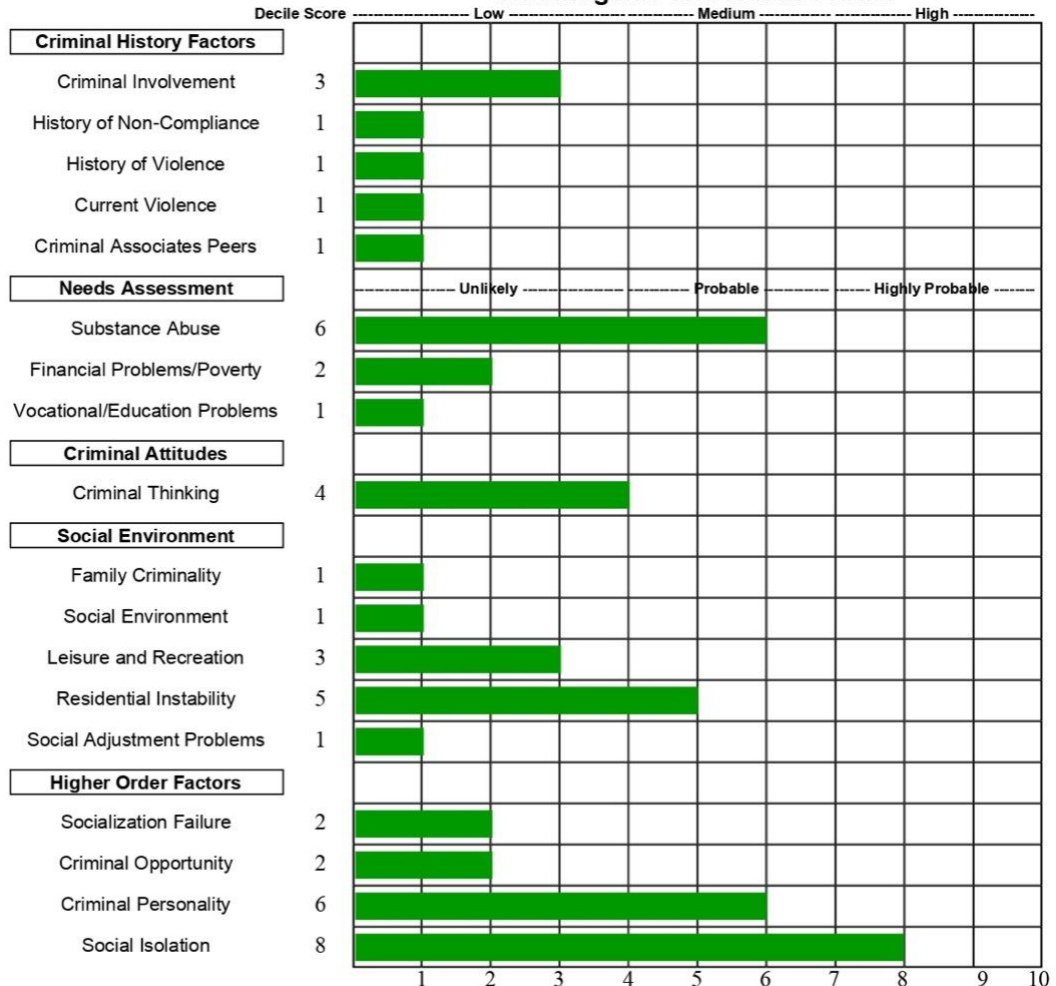 Decile Score ---------------------- Low ---------------------- Medium ------------- ------------- High ---------------
Criminal History Factors
Criminal Involvement 3
History of Non-Compliance 1
History of Violence 1
Current Violence 1
Criminal Associates Peers 1
Needs Assessment ------------------- Unlikely ------------------- Probable ------------- ------ Highly Probable -------
Substance Abuse 6
Financial Problems/Poverty 2
Vocational/Education Problems 1
Criminal Attitudes
Criminal Thinking 4
Social Environment
Family Criminality 1
Social Environment 1
Leisure and Recreation 3
Residential Instability 5
Social Adjustment Problems 1
Higher Order Factors
Socialization Failure 2
Criminal Opportunity 2
Criminal Personality 6
Social Isolation 8
1 2 3 4 5 6 7 8 9 10